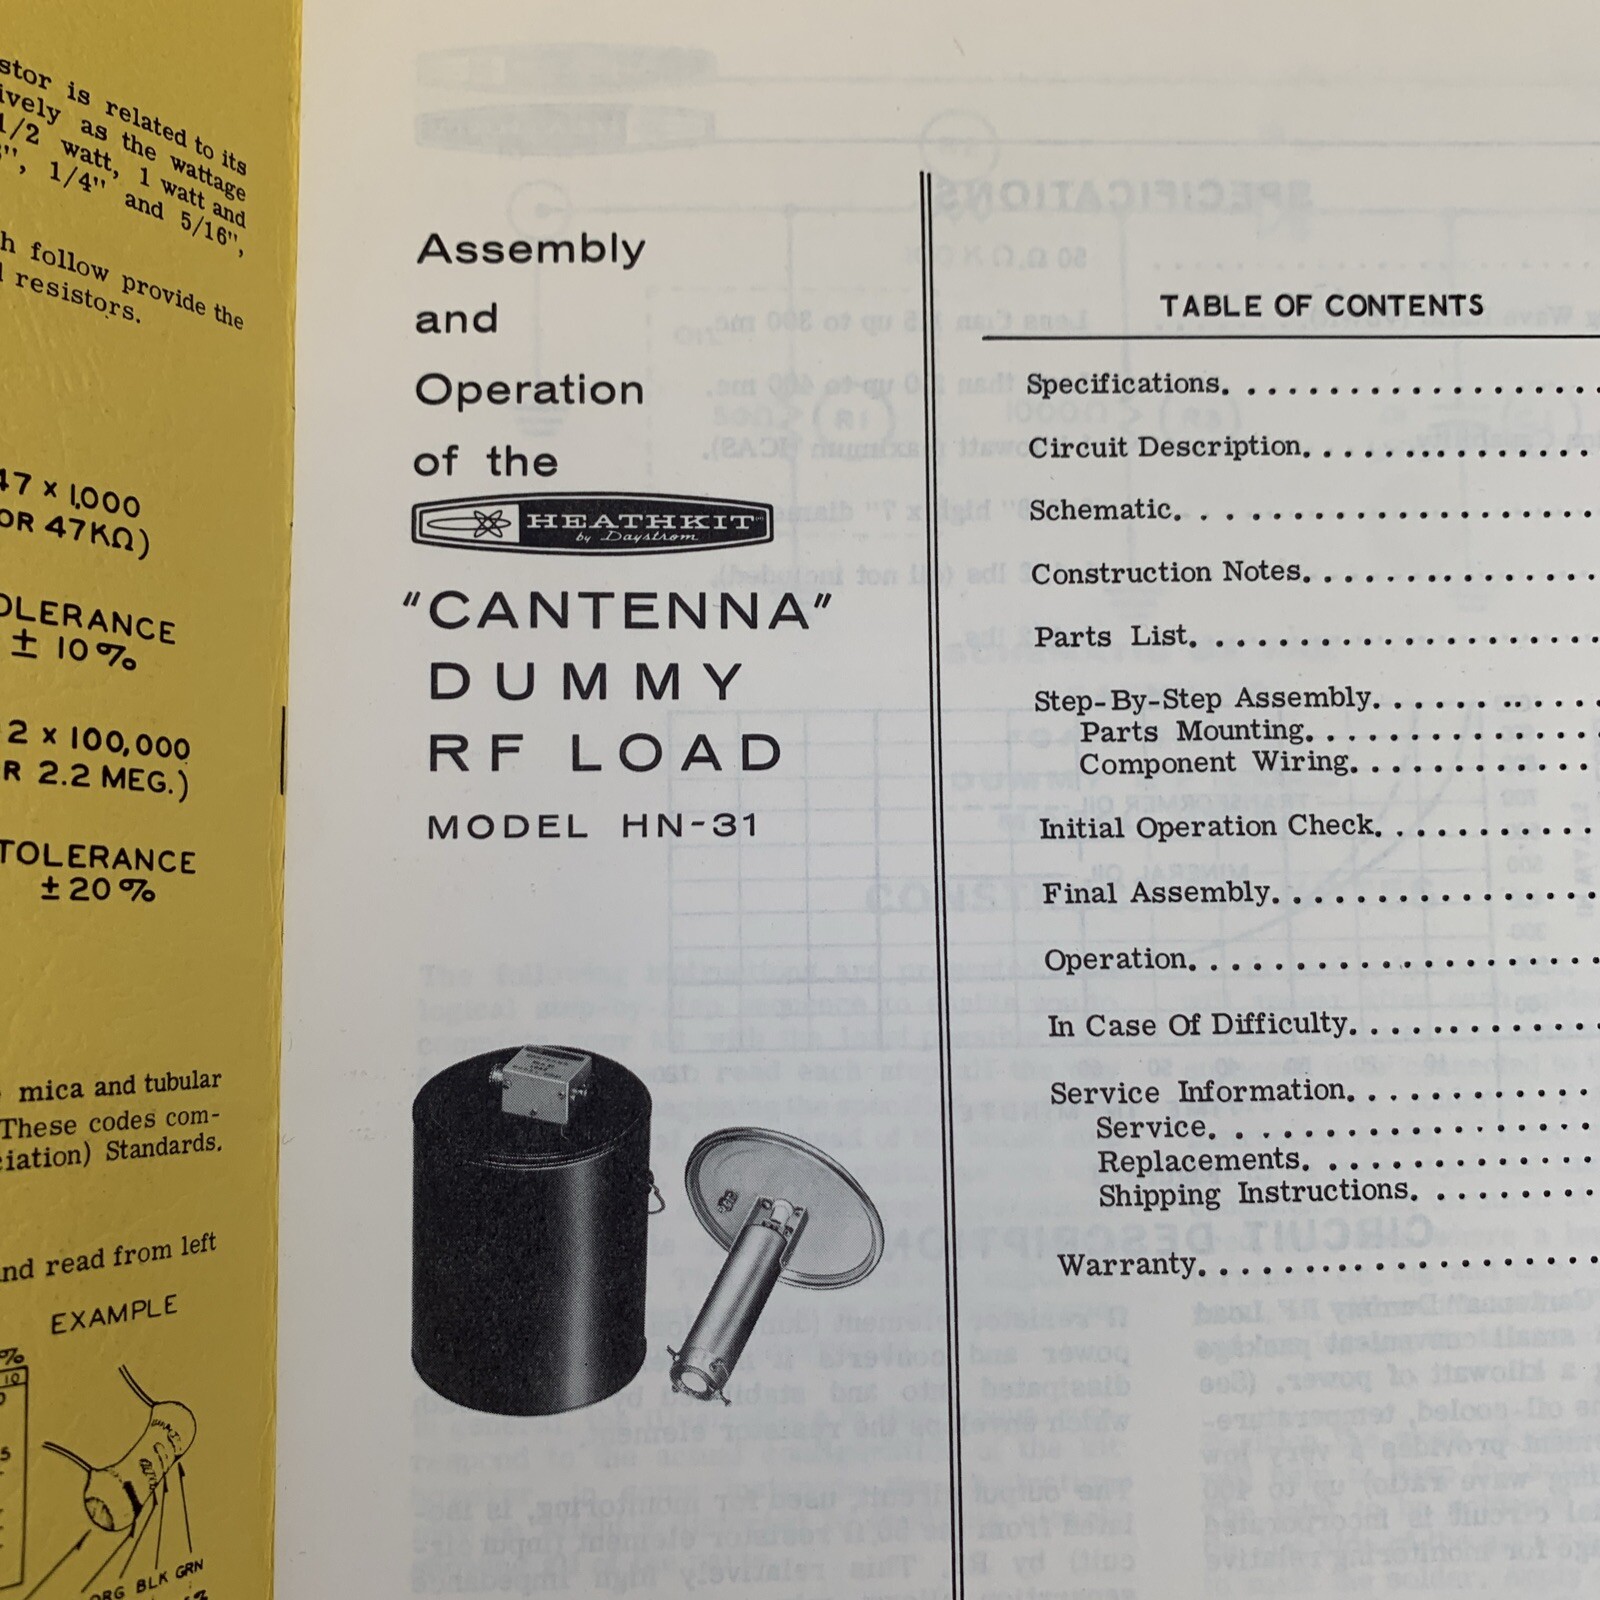 stor is related to its
ively as the wattage
1/2 watt, 1 watt and
1/4" and 5/16",
h follow provide the
resistors.
47 x 1,000
OR 47KΩ)
OLERANCE
± 10%
2 x 100,000
R 2.2 MEG.)
TOLERANCE
± 20%
mica and tubular
These codes com-
ciation) Standards.
nd read from left
EXAMPLE
%
10
ORG BLK GRN
Assembly
and
Operation
of the
HEATHKIT
by Daystrom
"CANTENNA"
DUMMY
RF LOAD
MODEL HN-31
TABLE OF CONTENTS
Specifications. . . . . . . . . . . . . . . . . .
Circuit Description. . . . . . . . . . . . . .
Schematic. . . . . . . . . . . . . . . . . . . .
Construction Notes. . . . . . . . . . . . . .
Parts List. . . . . . . . . . . . . . . . . . . .
Step-By-Step Assembly. . . . . . . . . . .
Parts Mounting. . . . . . . . . . . . . .
Component Wiring. . . . . . . . . . . .
Initial Operation Check. . . . . . . . . . .
Final Assembly. . . . . . . . . . . . . . . .
Operation. . . . . . . . . . . . . . . . . . .
In Case Of Difficulty. . . . . . . . . . . .
Service Information. . . . . . . . . . . .
Service. . . . . . . . . . . . . . . . . .
Replacements. . . . . . . . . . . . . .
Shipping Instructions. . . . . . . . .
Warranty. . . . . . . . . . . . . . . . . . .